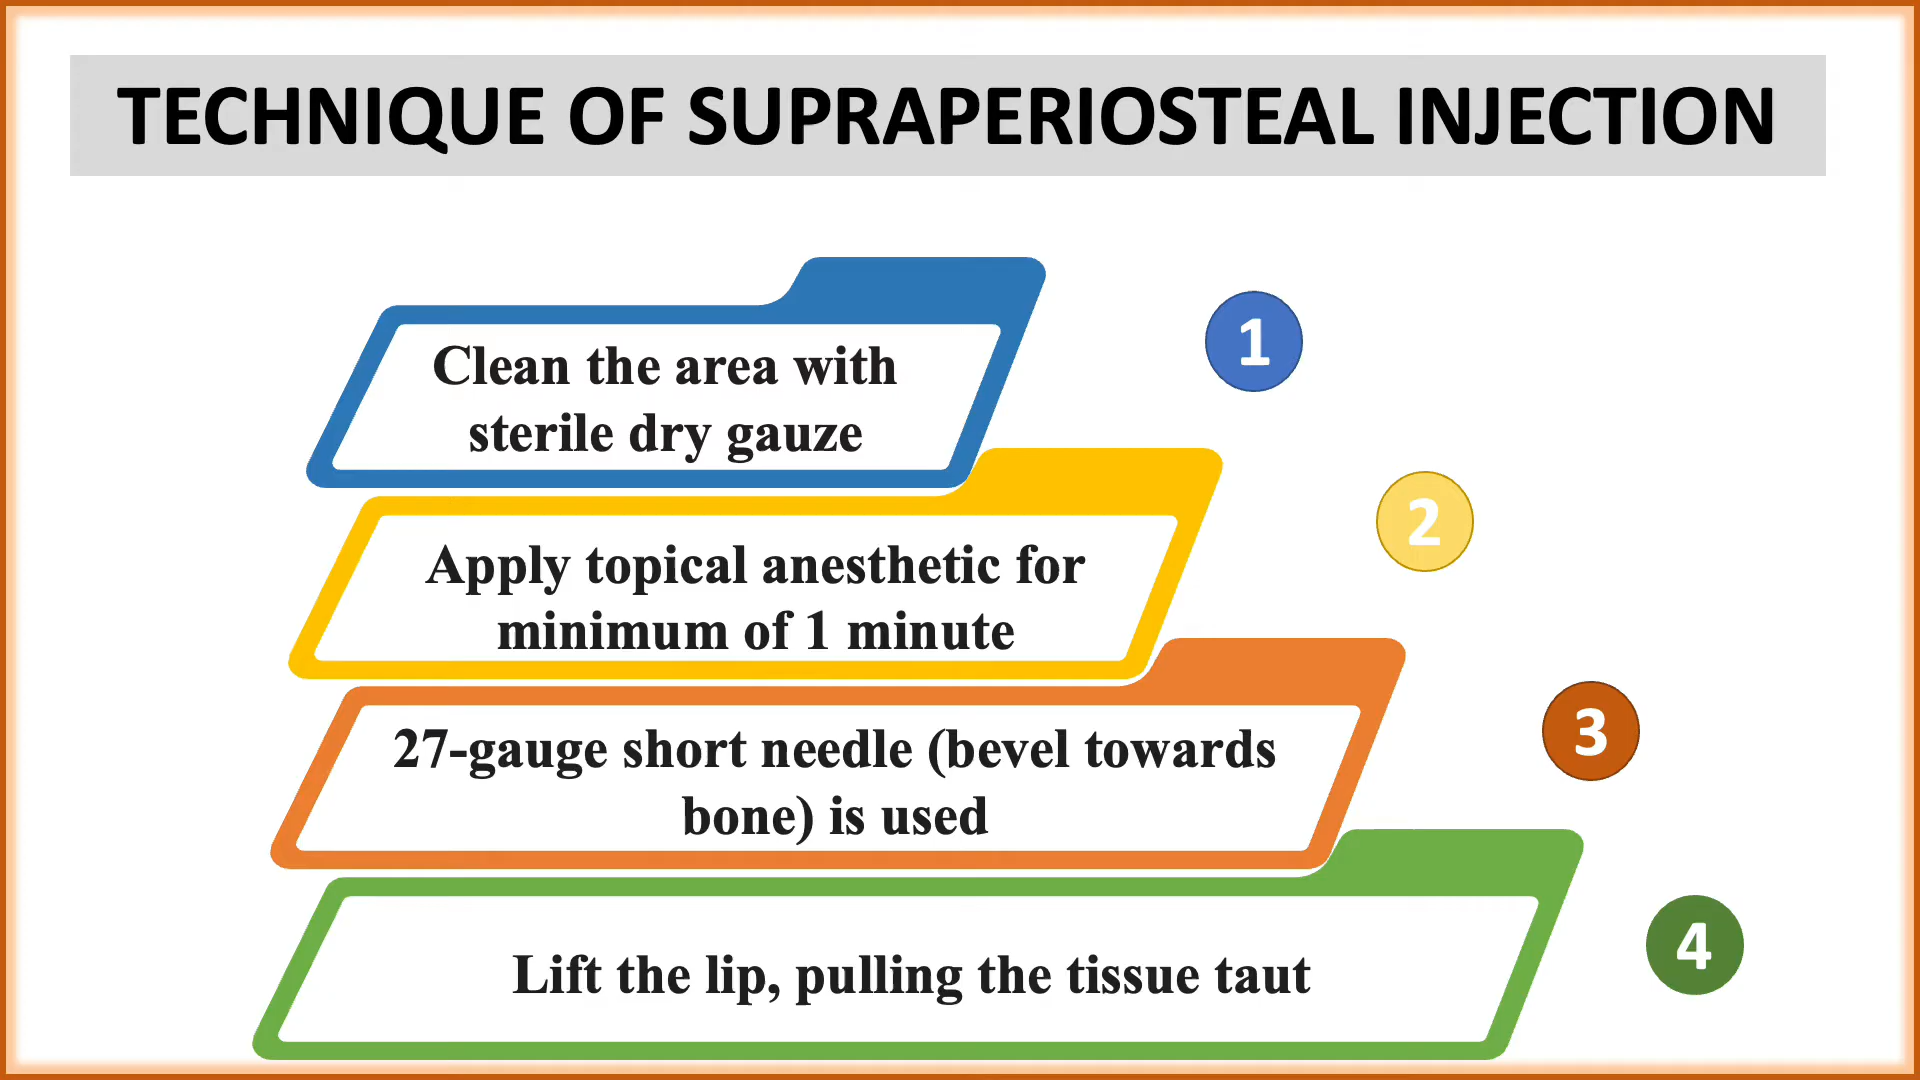 TECHNIQUE OF SUPRAPERIOSTEAL INJECTION
Clean the area with
sterile dry gauze
1
Apply topical anesthetic for
minimum of 1 minute
2
27-gauge short needle (bevel towards
bone) is used
3
Lift the lip, pulling the tissue taut
4